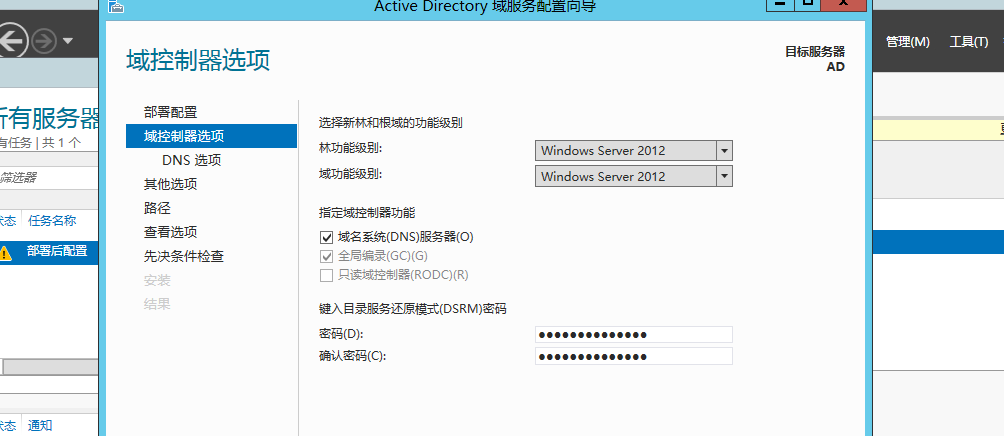 Active Directory 域服务配置向导
管理(M) 工具(T)
域控制器选项
目标服务器
AD
所有服务器
有任务 | 共 1 个
筛选器
状态 任务名称
部署后配置
状态 通知
部署配置
域控制器选项
DNS 选项
其他选项
路径
查看选项
先决条件检查
安装
结果
选择新林和根域的功能级别
林功能级别: Windows Server 2012
域功能级别: Windows Server 2012
指定域控制器功能
域名系统(DNS)服务器(O)
全局编录(GC)(G)
只读域控制器(RODC)(R)
键入目录服务还原模式(DSRM)密码
密码(D): ●●●●●●●●●●●●●●
确认密码(C): ●●●●●●●●●●●●●●